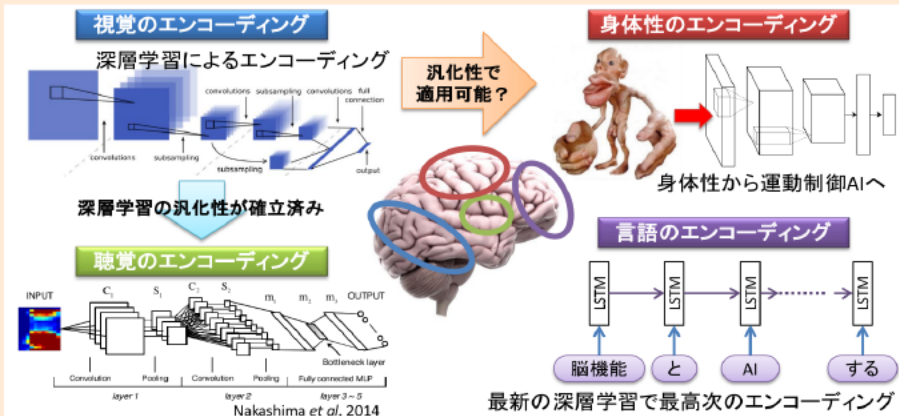 視覚のエンコーディング
深層学習によるエンコーディング
convolutions
subsampling
convolutions
full
connection
convolutions
subsampling
subsampling
output
汎化性で
適用可能？
身体性のエンコーディング
身体性から運動制御AIへ
深層学習の汎化性が確立済み
聴覚のエンコーディング
INPUT
C1
S1
C2
S2
m1
m2
m3
OUTPUT
Bottleneck layer
Convolution
Pooling
Convolution
Pooling
Fully connected MLP
layer 1
layer 2
layer 3 ~ 5
Nakashima et al. 2014
言語のエンコーディング
LSTM
LSTM
LSTM
LSTM
脳機能
と
AI
する
最新の深層学習で最高次のエンコーディング